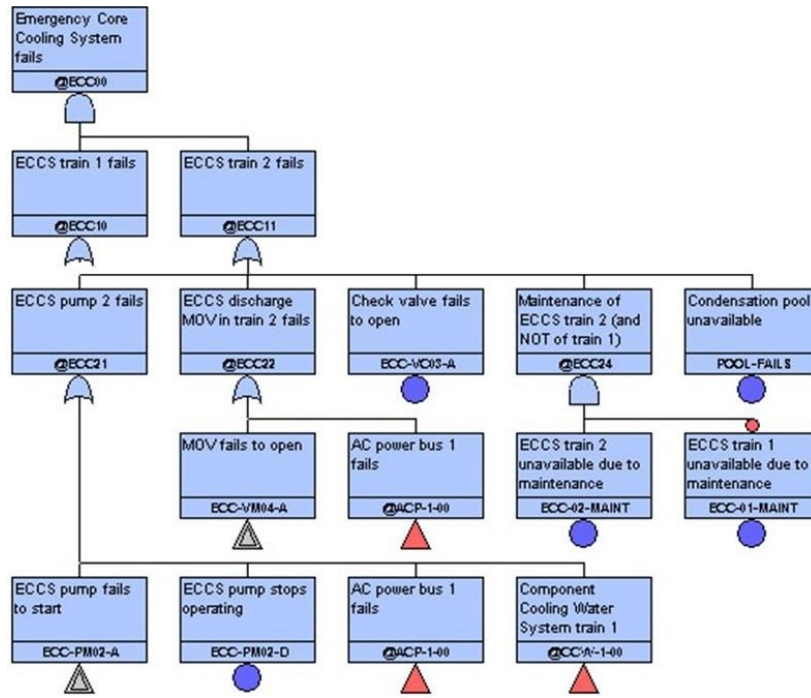 Emergency Core
Cooling System
fails
@ECC00
ECCS train 1 fails
@ECC10
ECCS train 2 fails
@ECC11
ECCS pump 2 fails
@ECC21
ECCS discharge
MOV in train 2 fails
@ECC22
Check valve fails
to open
ECC-VC03-A
Maintenance of
ECCS train 2 (and
NOT of train 1)
@ECC24
Condensation pool
unavailable
POOL-FAILS
MOV fails to open
ECC-VM04-A
AC power bus 1
fails
@ACP-1-00
ECCS train 2
unavailable due to
maintenance
ECC-02-MAINT
ECCS train 1
unavailable due to
maintenance
ECC-01-MAINT
ECCS pump fails
to start
ECC-PM02-A
ECCS pump stops
operating
ECC-PM02-D
AC power bus 1
fails
@ACP-1-00
Component
Cooling Water
System train 1
@CCW-1-00